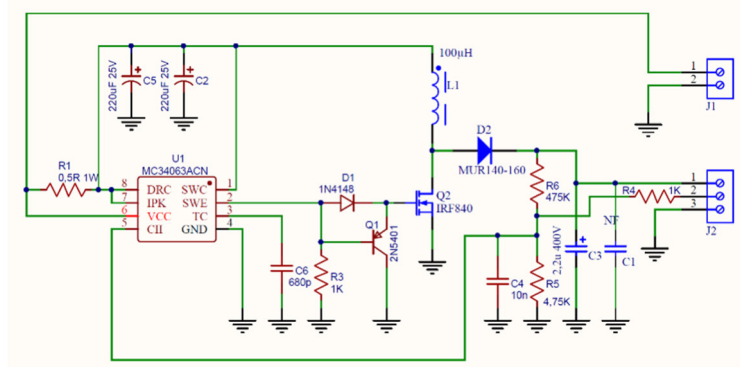 100µH
L1
220uF 25V
C5
220uF 25V
C2
1
2
J1
R1
0,5R 1W
U1
MC34063ACN
8 DRC SWC 1
7 IPK SWE 2
6 VCC TC 3
5 CII GND 4
D1
1N4148
Q1
2N5401
Q2
IRF840
D2
MUR140-160
R6
475K
R4 1K
1
2
3
J2
NF
2,2u 400V
C3
C1
C6
680p
R3
1K
C4
10n
R5
4,75K